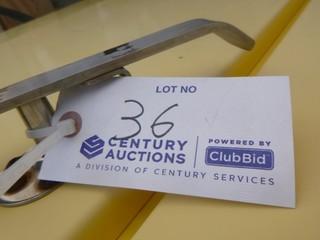 LOT NO
36
CENTURY
AUCTIONS
POWERED BY
ClubBid
A DIVISION OF CENTURY SERVICES